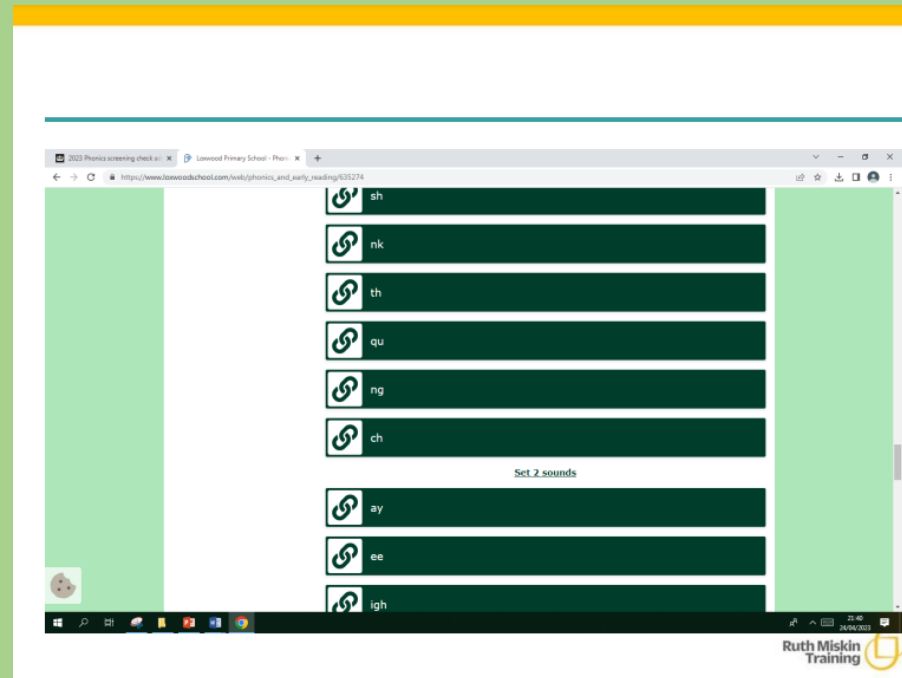 2023 Phonics screening check a
Loxwood Primary School - Phon
https://www.loxwoodschool.com/web/phonics_and_early_reading/635274
sh
nk
th
qu
ng
ch
Set 2 sounds
ay
ee
igh
21:40
24/04/2023
Ruth Miskin
Training